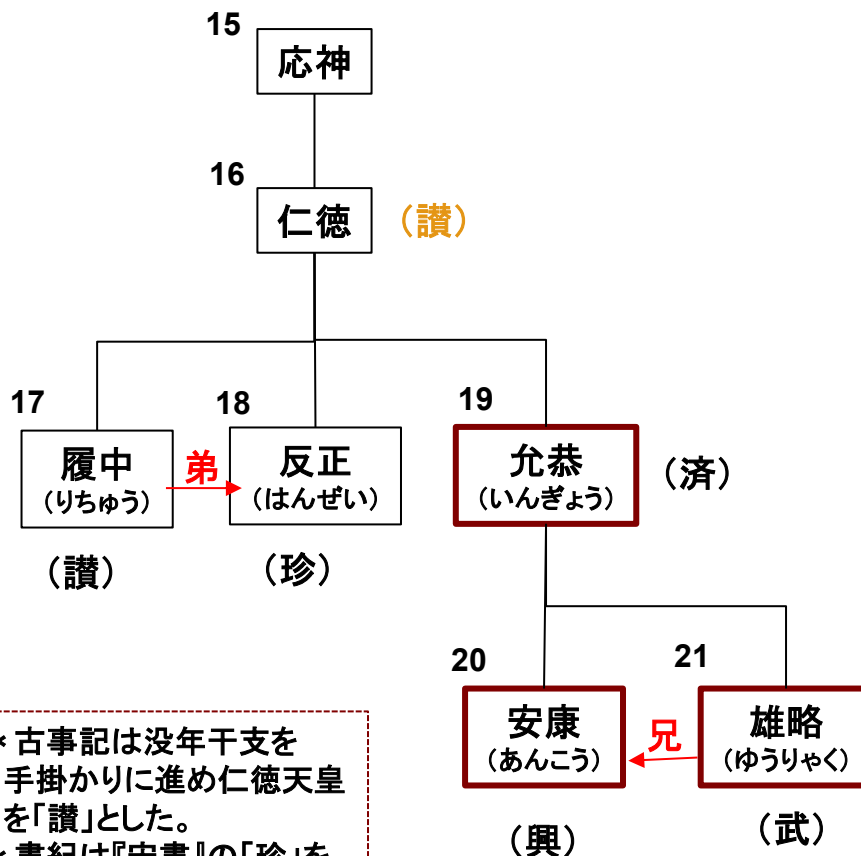 15
応神
16
仁徳
(讃)
17
18
19
履中
(りちゅう)
弟
反正
(はんぜい)
允恭
(いんぎょう)
(済)
(讃)
(珍)
20
21
安康
(あんこう)
兄
雄略
(ゆうりゃく)
(興)
(武)
* 古事記は没年干支を
手掛かりに進め仁徳天皇
を「讃」とした。